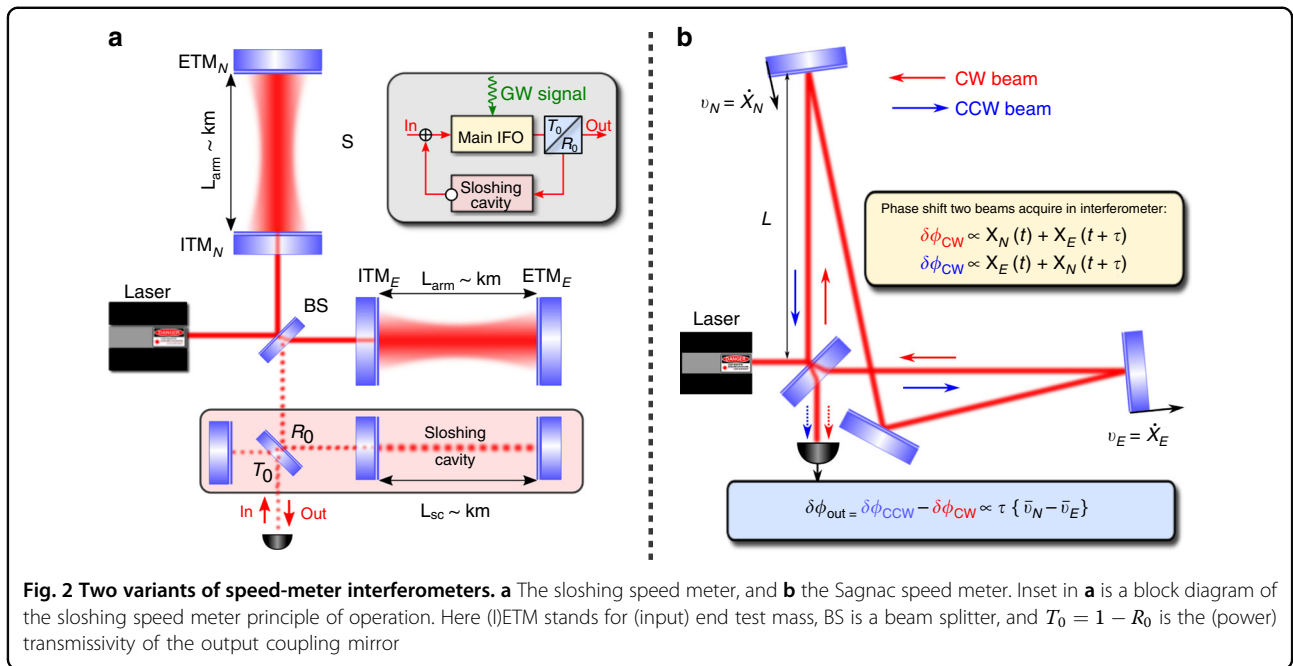 a
ETM_N
L_arm ~ km
ITM_N
S
GW signal
In
Main IFO
T_0
R_0
Out
Sloshing
cavity
Laser
DANGER
BS
ITM_E
L_arm ~ km
ETM_E
R_0
T_0
Sloshing
cavity
L_sc ~ km
In
Out
b
CW beam
CCW beam
υ_N = Ẋ_N
L
Phase shift two beams acquire in interferometer:
δϕ_CW ∝ X_N (t) + X_E (t + τ)
δϕ_CW ∝ X_E (t) + X_N (t + τ)
Laser
DANGER
υ_E = Ẋ_E
δϕ_out = δϕ_CCW − δϕ_CW ∝ τ { ῡ_N − ῡ_E }
Fig. 2 Two variants of speed-meter interferometers. a The sloshing speed meter, and b the Sagnac speed meter. Inset in a is a block diagram of
the sloshing speed meter principle of operation. Here (I)ETM stands for (input) end test mass, BS is a beam splitter, and T_0 = 1 − R_0 is the (power)
transmissivity of the output coupling mirror